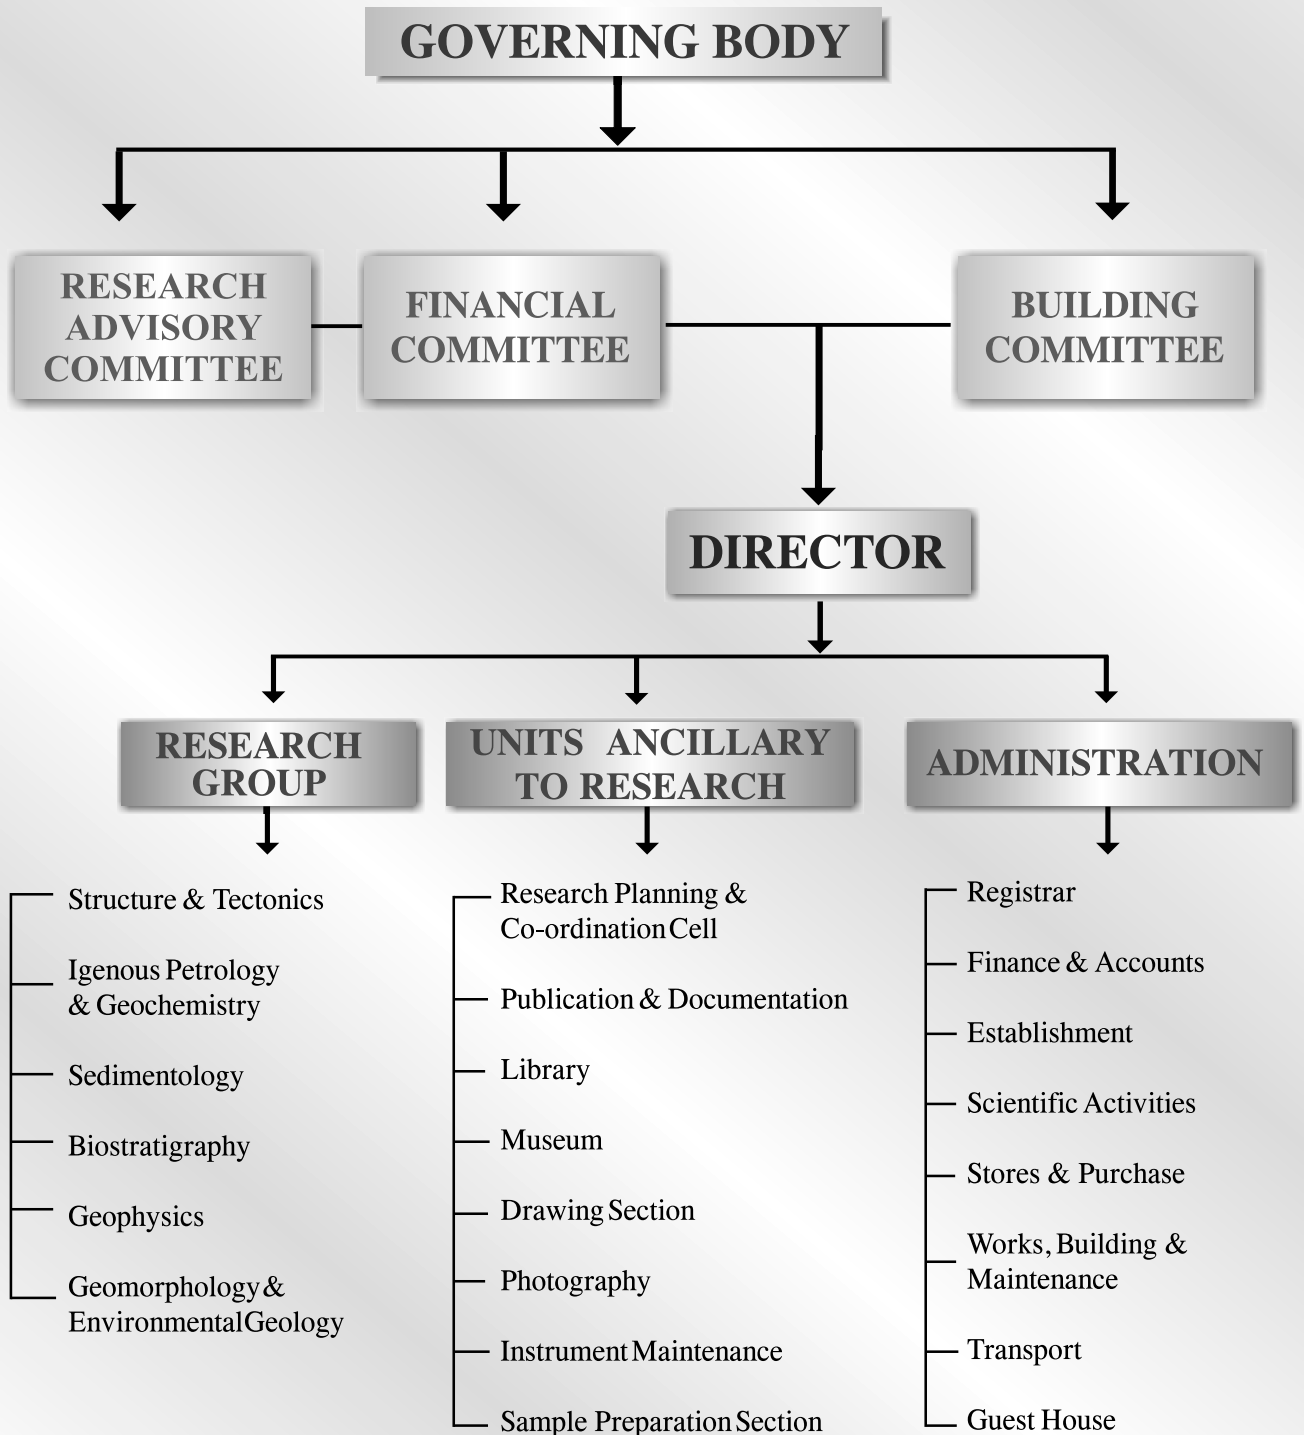 GOVERNING BODY
RESEARCH
ADVISORY
COMMITTEE
FINANCIAL
COMMITTEE
BUILDING
COMMITTEE
DIRECTOR
RESEARCH
GROUP
UNITS ANCILLARY
TO RESEARCH
ADMINISTRATION
Structure & Tectonics
Igenous Petrology
& Geochemistry
Sedimentology
Biostratigraphy
Geophysics
Geomorphology &
Environmental Geology
Research Planning &
Co-ordination Cell
Publication & Documentation
Library
Museum
Drawing Section
Photography
Instrument Maintenance
Sample Preparation Section
Registrar
Finance & Accounts
Establishment
Scientific Activities
Stores & Purchase
Works, Building &
Maintenance
Transport
Guest House